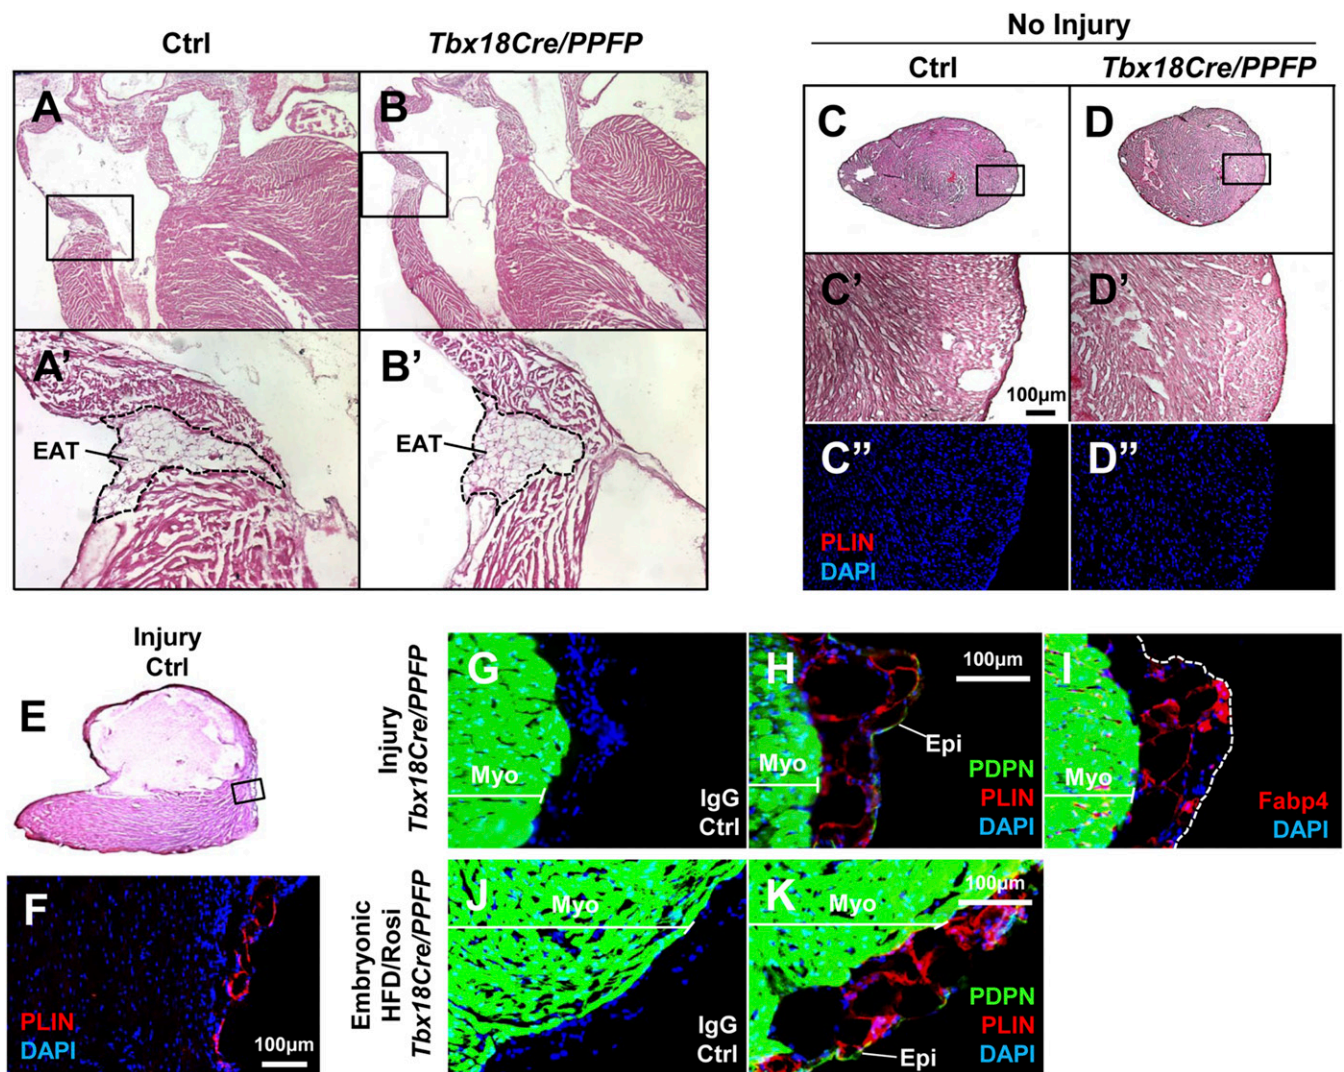 Ctrl
Tbx18Cre/PPFP
No Injury
Ctrl
Tbx18Cre/PPFP
A
B
C
D
A’
EAT
B’
EAT
C’
100µm
D’
C”
PLIN
DAPI
D”
Injury
Ctrl
E
F
PLIN
DAPI
100µm
Injury
Tbx18Cre/PPFP
G
Myo
IgG
Ctrl
H
100µm
Myo
Epi
PDPN
PLIN
DAPI
I
Myo
Fabp4
DAPI
Embryonic
HFD/Rosi
Tbx18Cre/PPFP
J
Myo
IgG
Ctrl
K
Myo
100µm
Epi
PDPN
PLIN
DAPI